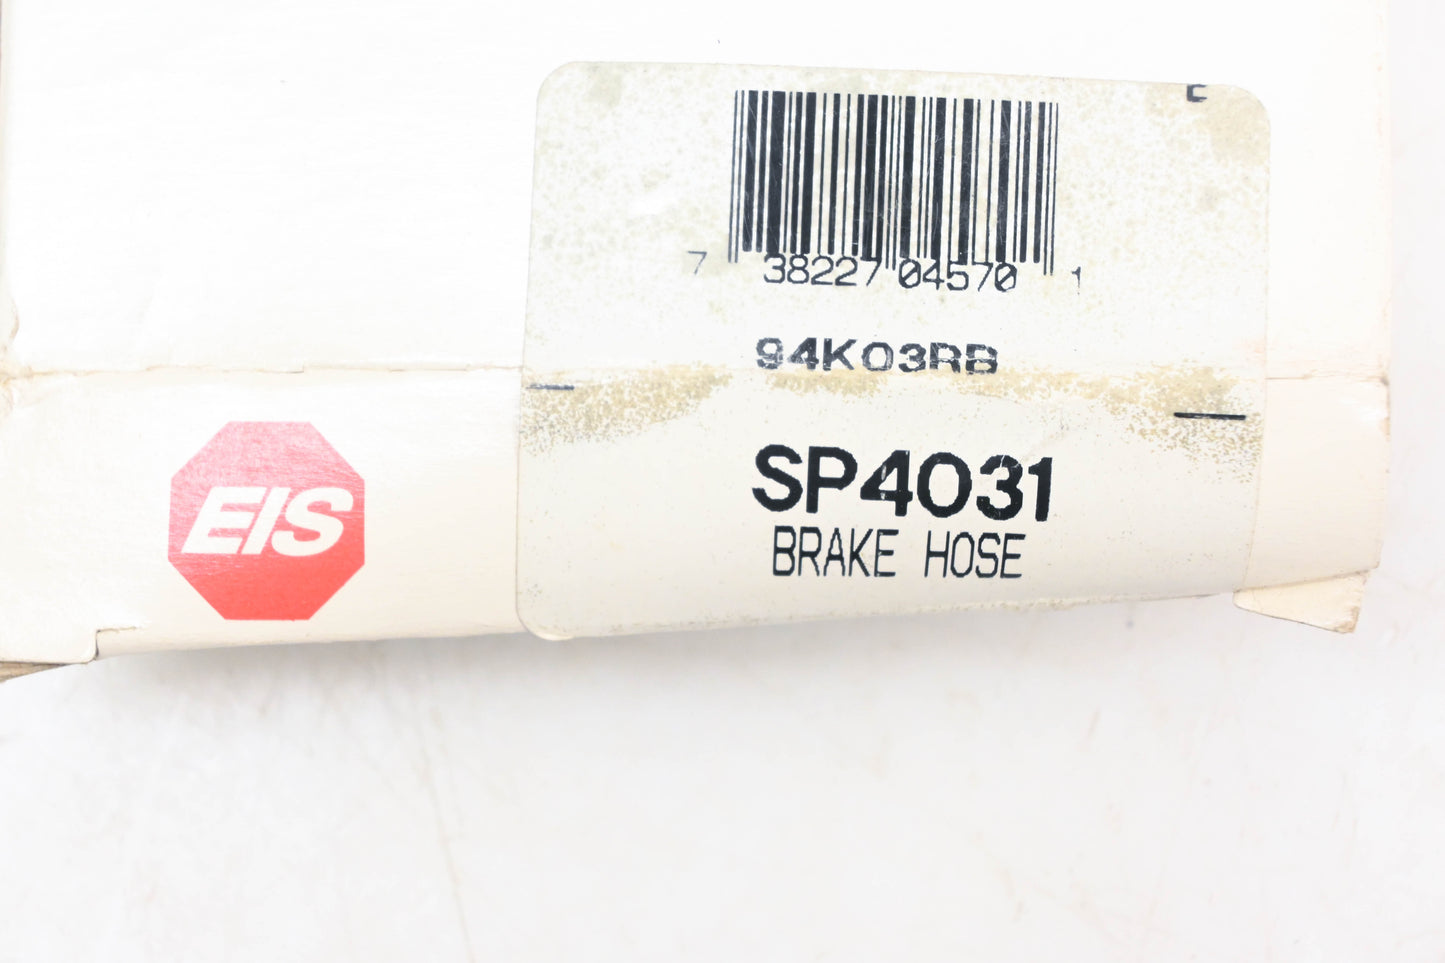 E
7 38227 04570 1
94K03RB
EIS
SP4031
BRAKE HOSE